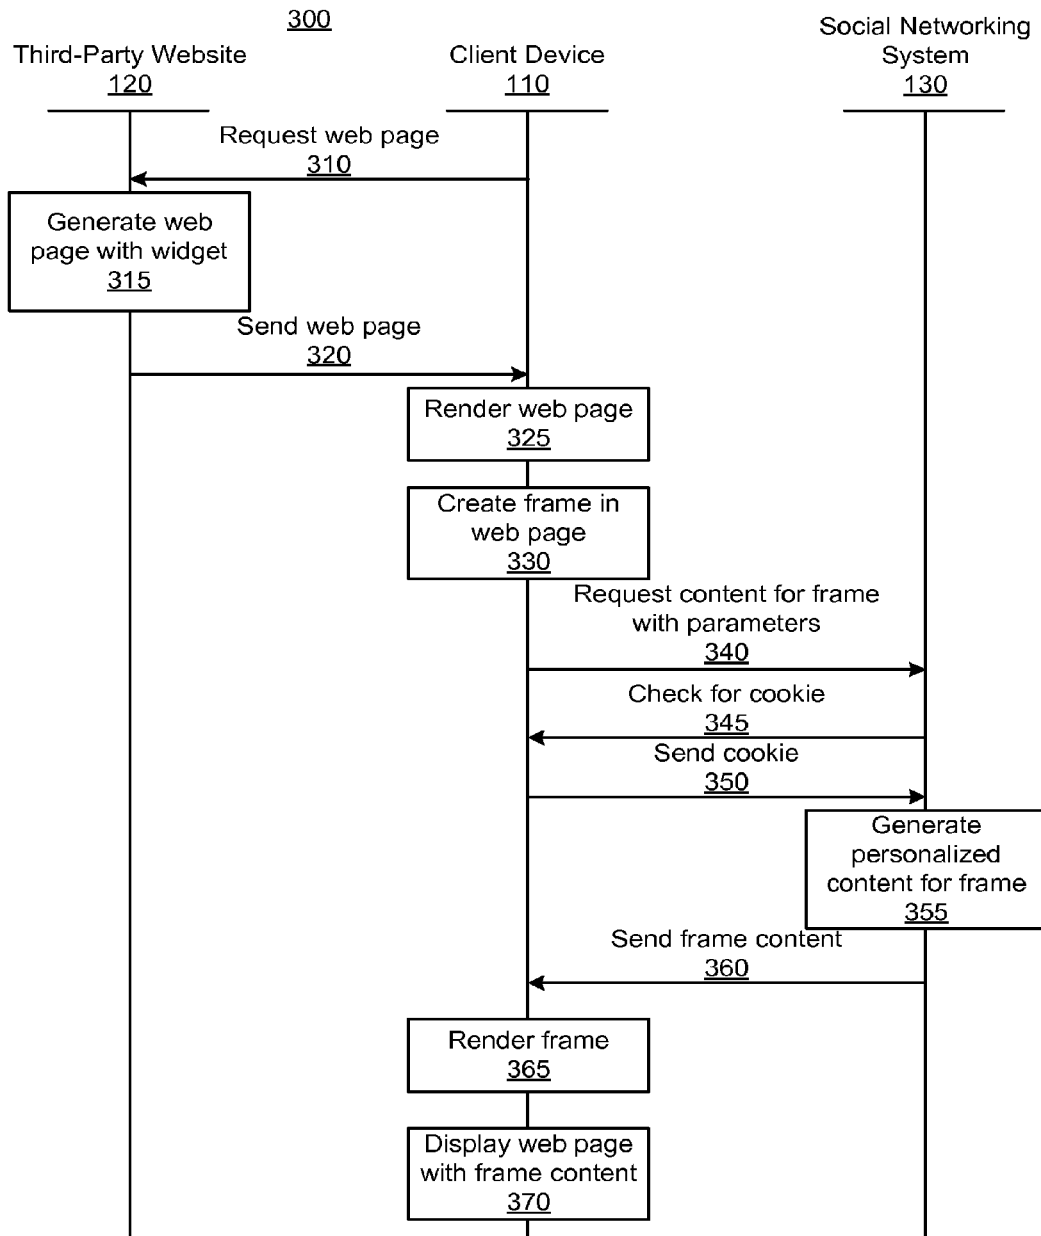 300
Third-Party Website
120
Client Device
110
Social Networking
System
130
Request web page
310
Generate web
page with widget
315
Send web page
320
Render web page
325
Create frame in
web page
330
Request content for frame
with parameters
340
Check for cookie
345
Send cookie
350
Generate
personalized
content for frame
355
Send frame content
360
Render frame
365
Display web page
with frame content
370